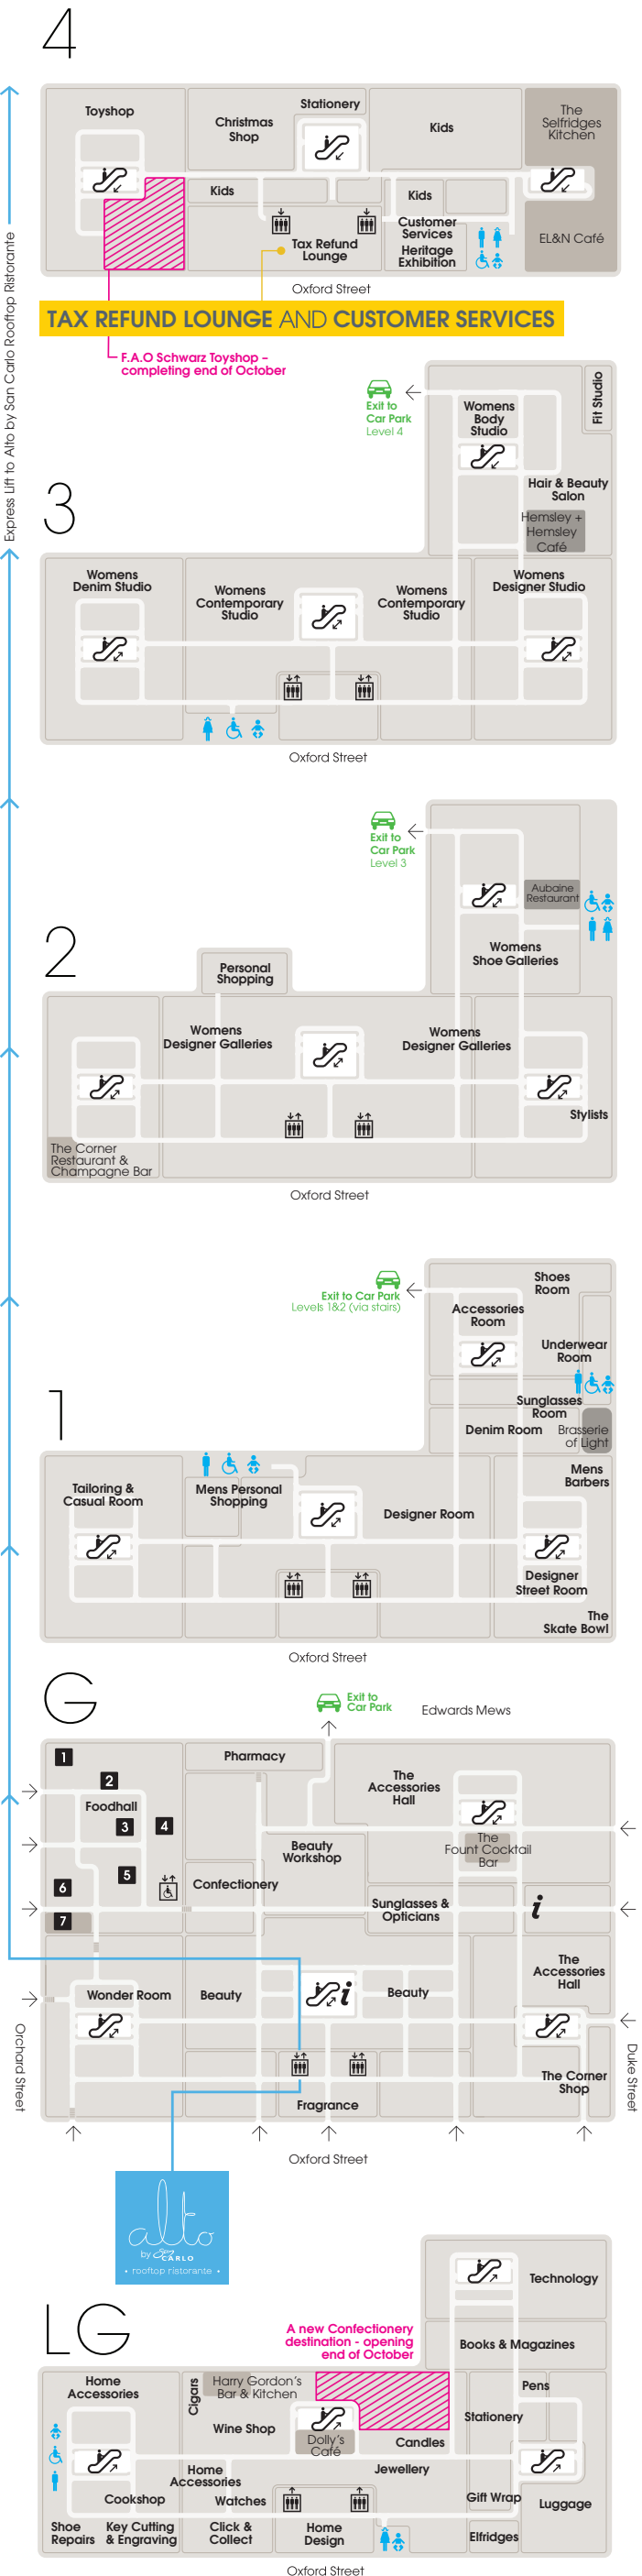 4
Toyshop
Christmas
Shop
Stationery
Kids
The
Selfridges
Kitchen
Kids
Kids
Customer
Services
Heritage
Exhibition
Tax Refund
Lounge
EL&N Café
Oxford Street
TAX REFUND LOUNGE AND CUSTOMER SERVICES
F.A.O Schwarz Toyshop –
completing end of October
Express Lift to Alto by San Carlo Rooftop Ristorante
3
Exit to
Car Park
Level 4
Womens
Body
Studio
Fit Studio
Hair & Beauty
Salon
Hemsley +
Hemsley
Café
Womens
Denim Studio
Womens
Contemporary
Studio
Womens
Contemporary
Studio
Womens
Designer Studio
Oxford Street
2
Exit to
Car Park
Level 3
Aubaine
Restaurant
Womens
Shoe Galleries
Personal
Shopping
Womens
Designer Galleries
Womens
Designer Galleries
Stylists
The Corner
Restaurant &
Champagne Bar
Oxford Street
1
Exit to Car Park
Levels 1&2 (via stairs)
Shoes
Room
Accessories
Room
Underwear
Room
Sunglasses
Room
Denim Room
Brasserie
of Light
Mens
Barbers
Tailoring &
Casual Room
Mens Personal
Shopping
Designer Room
Designer
Street Room
The
Skate Bowl
Oxford Street
G
Exit to
Car Park
Edwards Mews
1
2
Foodhall
3
4
5
6
7
Pharmacy
The
Accessories
Hall
Beauty
Workshop
The
Fount Cocktail
Bar
Confectionery
Sunglasses &
Opticians
i
The
Accessories
Hall
Wonder Room
Beauty
i
Beauty
Orchard Street
Duke Street
The Corner
Shop
Fragrance
Oxford Street
alto
by San
CARLO
• rooftop ristorante •
LG
Technology
A new Confectionery
destination - opening
end of October
Books & Magazines
Home
Accessories
Cigars
Harry Gordon's
Bar & Kitchen
Pens
Wine Shop
Dolly's
Café
Candles
Stationery
Home
Accessories
Jewellery
Cookshop
Watches
Gift Wrap
Luggage
Shoe
Repairs
Key Cutting
& Engraving
Click &
Collect
Home
Design
Elfridges
Oxford Street